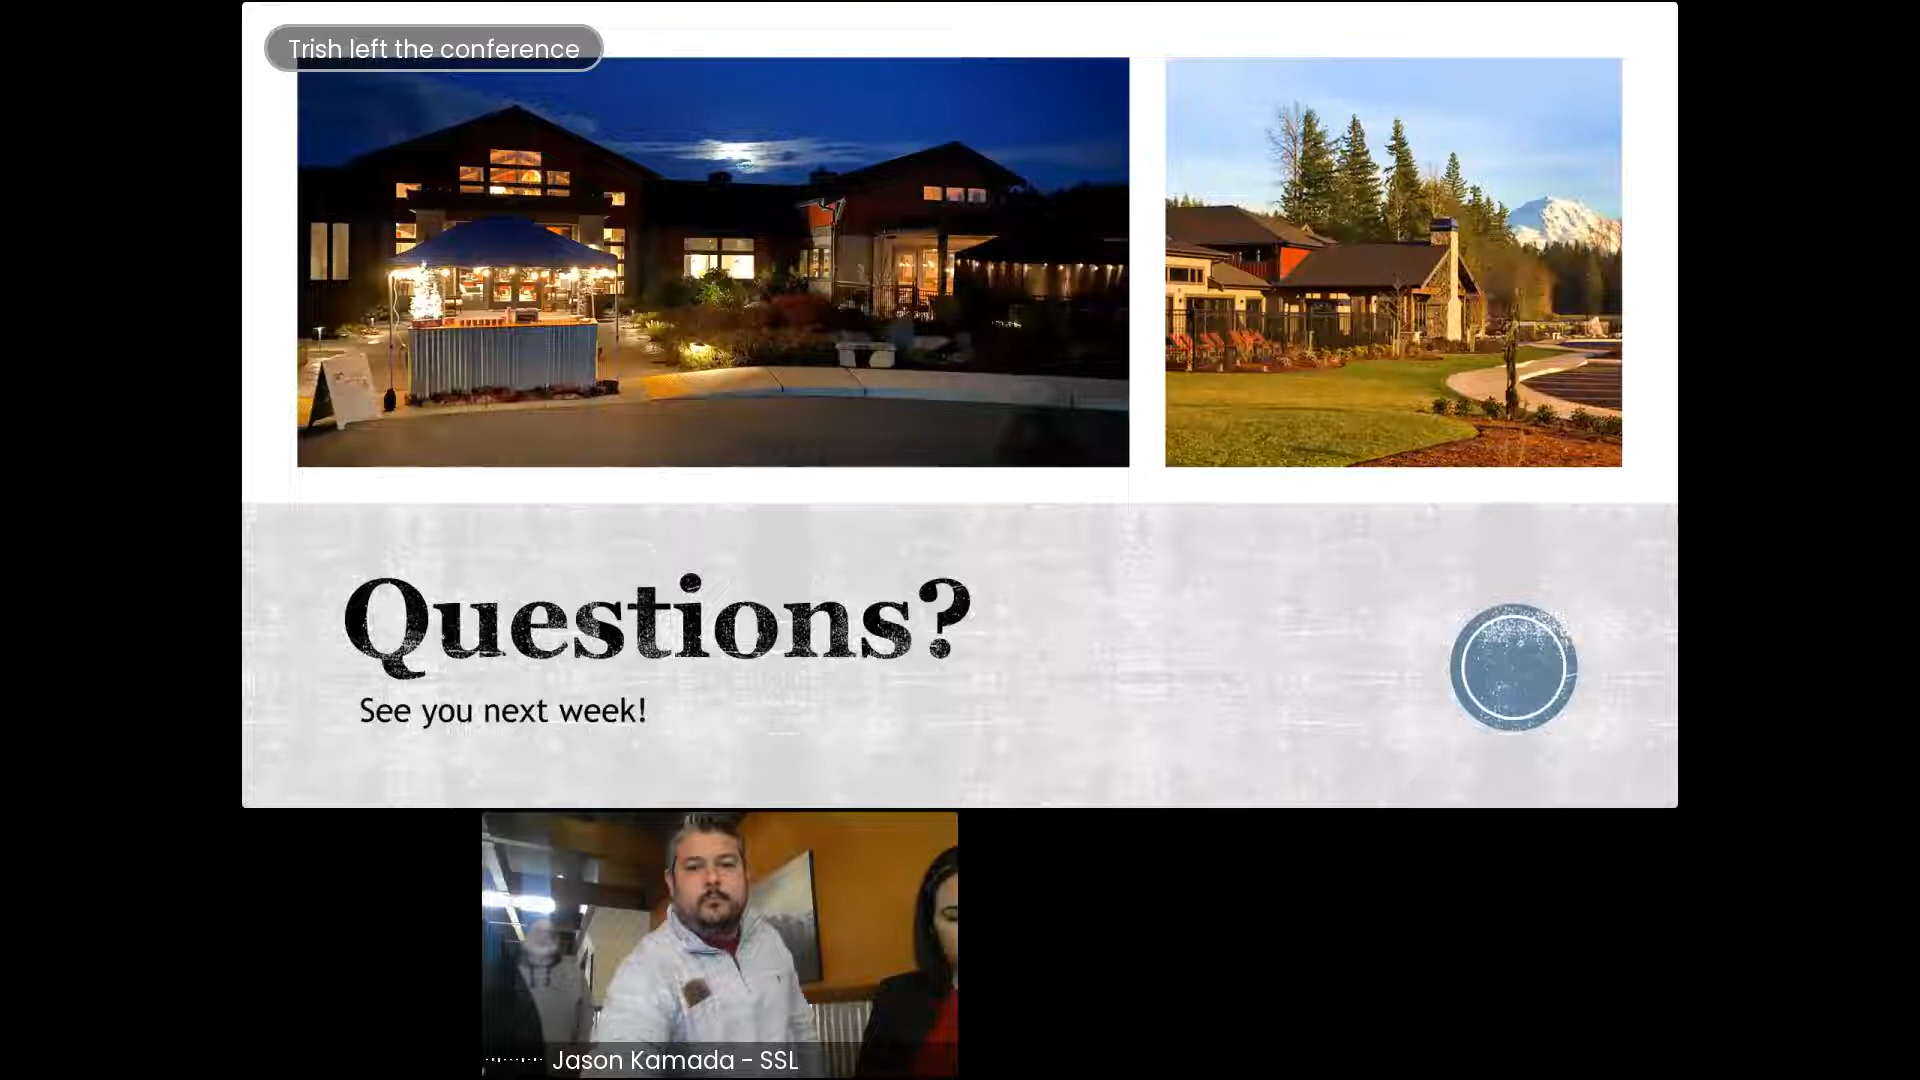 Trish left the conference
Questions?
See you next week!
Jason Kamada - SSL